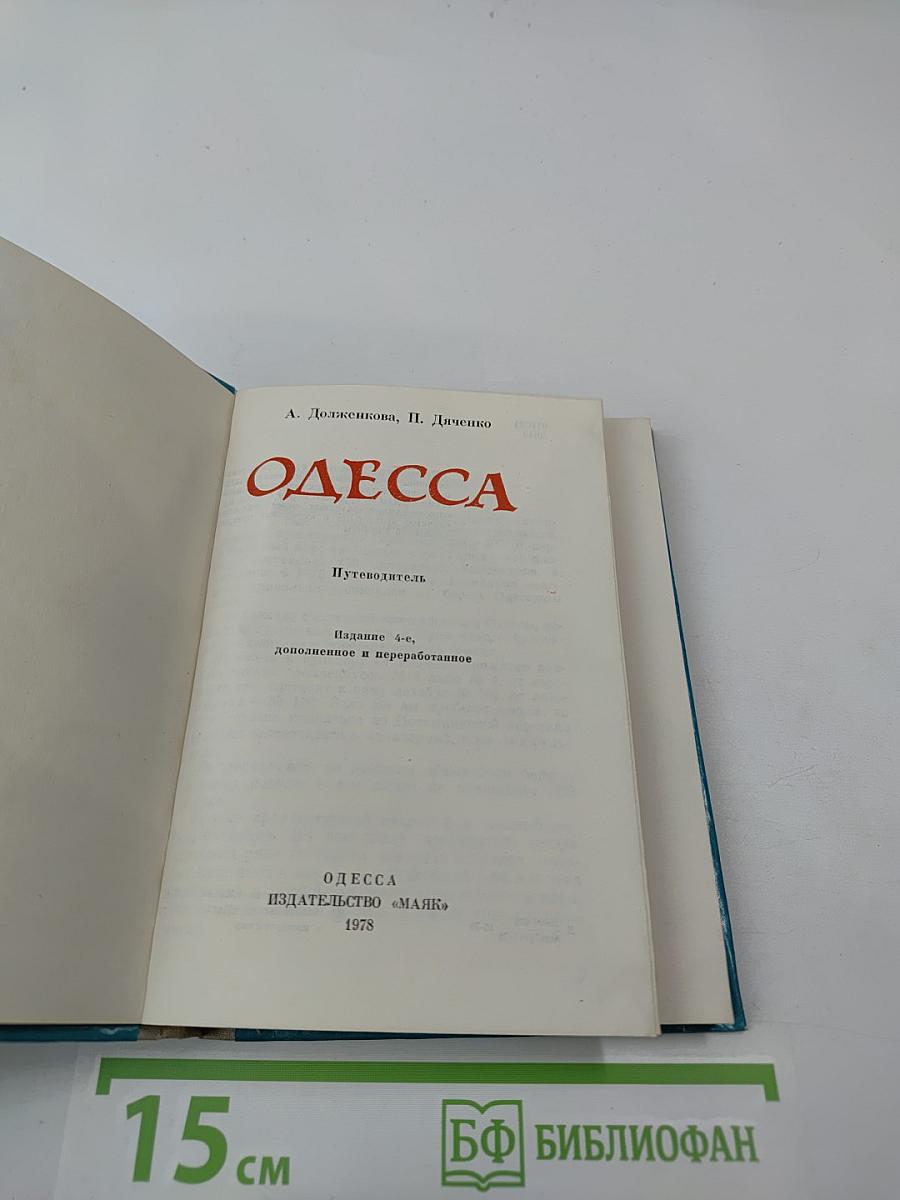 А. Долженкова, П. Дяченко
ОДЕССА
Путеводитель
Издание 4-е,
дополненное и переработанное
ОДЕССА
ИЗДАТЕЛЬСТВО «МАЯК»
1978
15 см
БФ БИБЛИОФАН